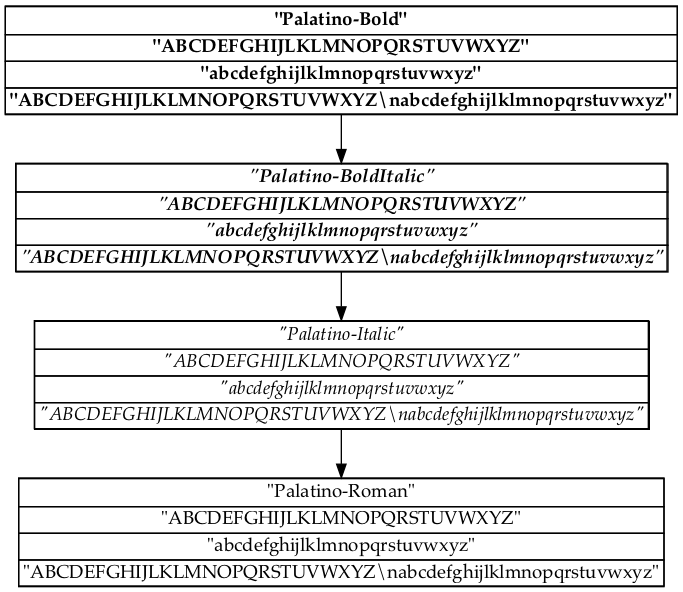 "Palatino-Bold"
"ABCDEFGHIJLKLMNOPQRSTUVWXYZ"
"abcdefghijlklmnopqrstuvwxyz"
"ABCDEFGHIJLKLMNOPQRSTUVWXYZ\nabcdefghijlklmnopqrstuvwxyz"
"Palatino-BoldItalic"
"ABCDEFGHIJLKLMNOPQRSTUVWXYZ"
"abcdefghijlklmnopqrstuvwxyz"
"ABCDEFGHIJLKLMNOPQRSTUVWXYZ\nabcdefghijlklmnopqrstuvwxyz"
"Palatino-Italic"
"ABCDEFGHIJLKLMNOPQRSTUVWXYZ"
"abcdefghijlklmnopqrstuvwxyz"
"ABCDEFGHIJLKLMNOPQRSTUVWXYZ\nabcdefghijlklmnopqrstuvwxyz"
"Palatino-Roman"
"ABCDEFGHIJLKLMNOPQRSTUVWXYZ"
"abcdefghijlklmnopqrstuvwxyz"
"ABCDEFGHIJLKLMNOPQRSTUVWXYZ\nabcdefghijlklmnopqrstuvwxyz"